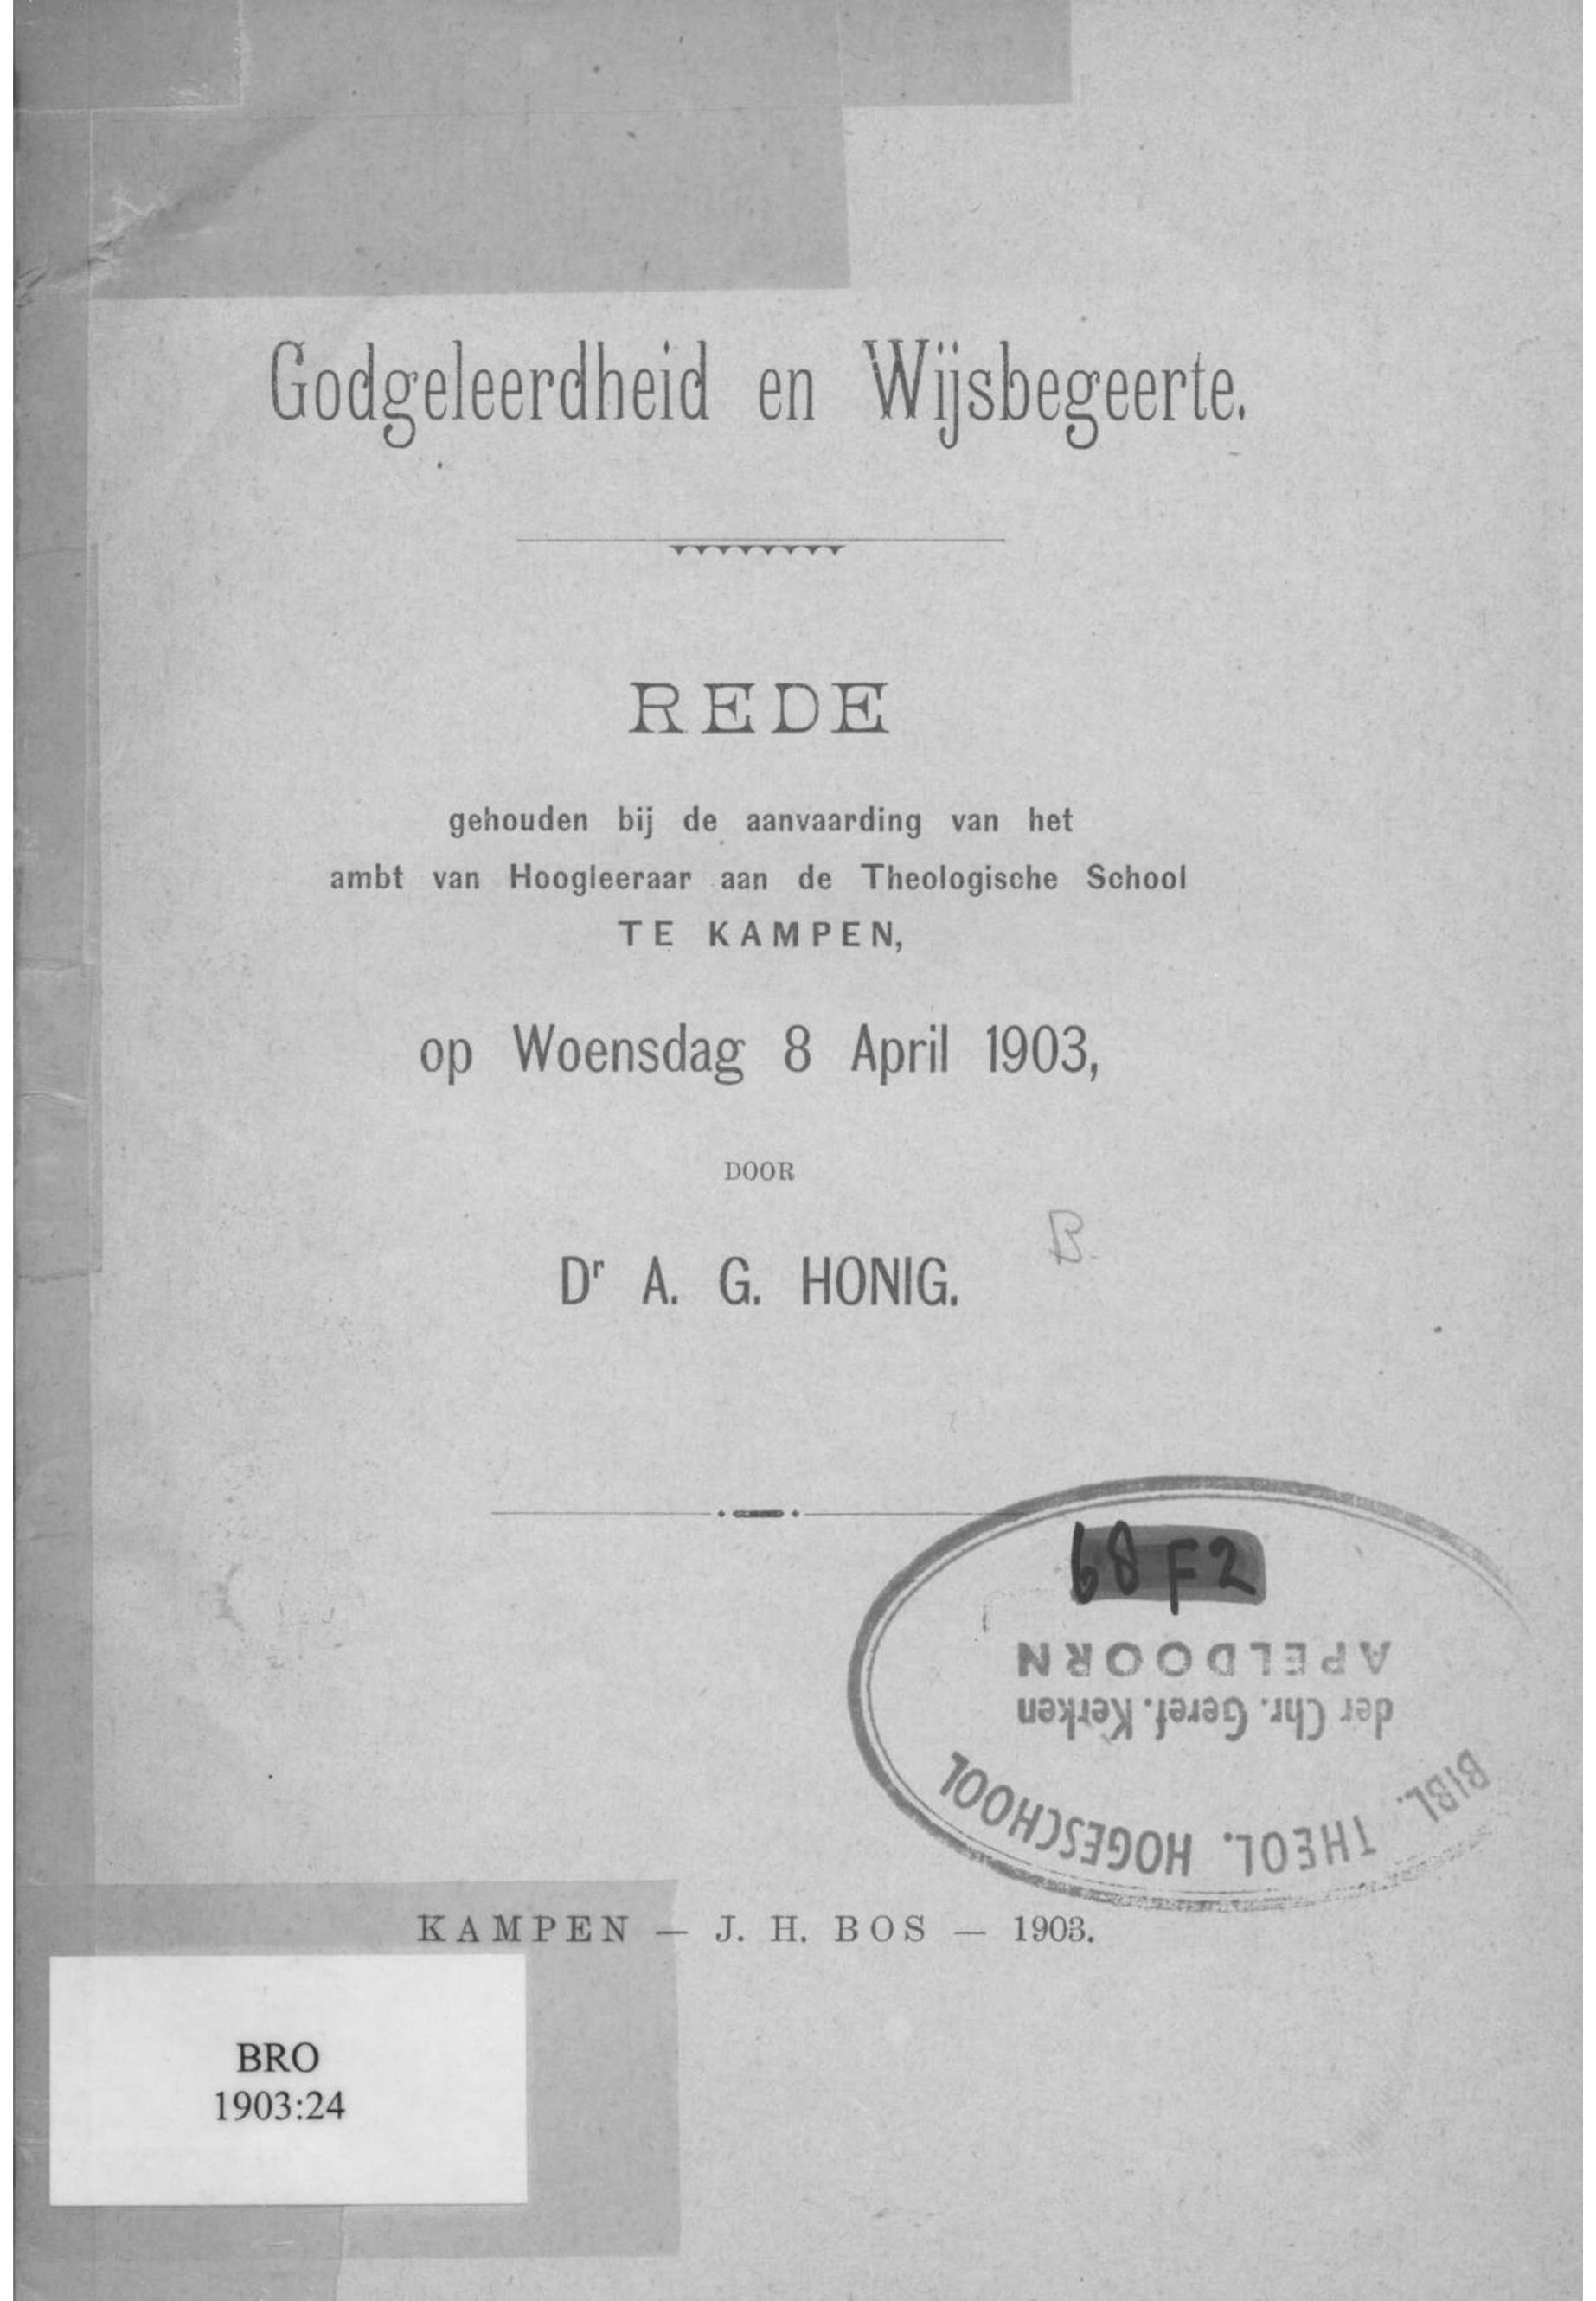 Godgeleerdheid en Wijsbegeerte.
REDE
gehouden bij de aanvaarding van het
ambt van Hoogleeraar aan de Theologische School
TE KAMPEN,
op Woensdag 8 April 1903,
DOOR
Dr A. G. HONIG.
B.
68 F2
BIBL. THEOL. HOGESCHOOL
der Chr. Geref. Kerken
APELDOORN
KAMPEN — J. H. BOS — 1903.
BRO
1903:24